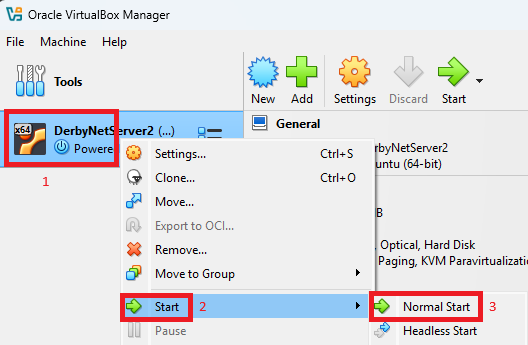 Oracle VirtualBox Manager
File Machine Help
Tools
New Add Settings Discard Start
x64
DerbyNetServer2 (...)
Powere
1
General
Settings... Ctrl+S
Clone... Ctrl+O
Move...
Export to OCI...
Remove...
Move to Group
Start 2
Pause
rbyNetServer2
untu (64-bit)
B
, Optical, Hard Disk
Paging, KVM Paravirtualizatio
Normal Start 3
Headless Start